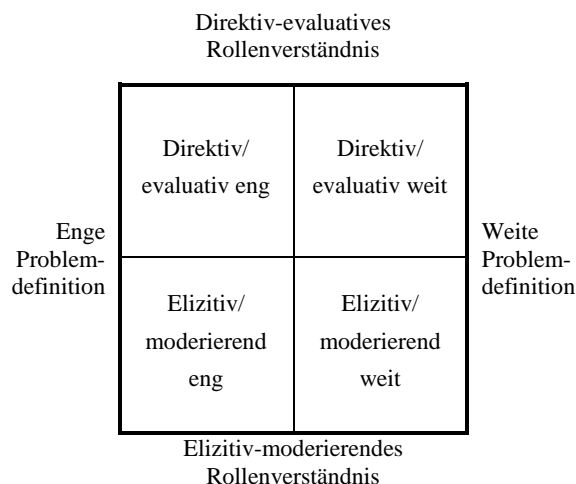 Direktiv-evaluatives
Rollenverständnis
Direktiv/
evaluativ eng
Direktiv/
evaluativ weit
Enge
Problem-
definition
Weite
Problem-
definition
Elizitiv/
moderierend
eng
Elizitiv/
moderierend
weit
Elizitiv-moderierendes
Rollenverständnis